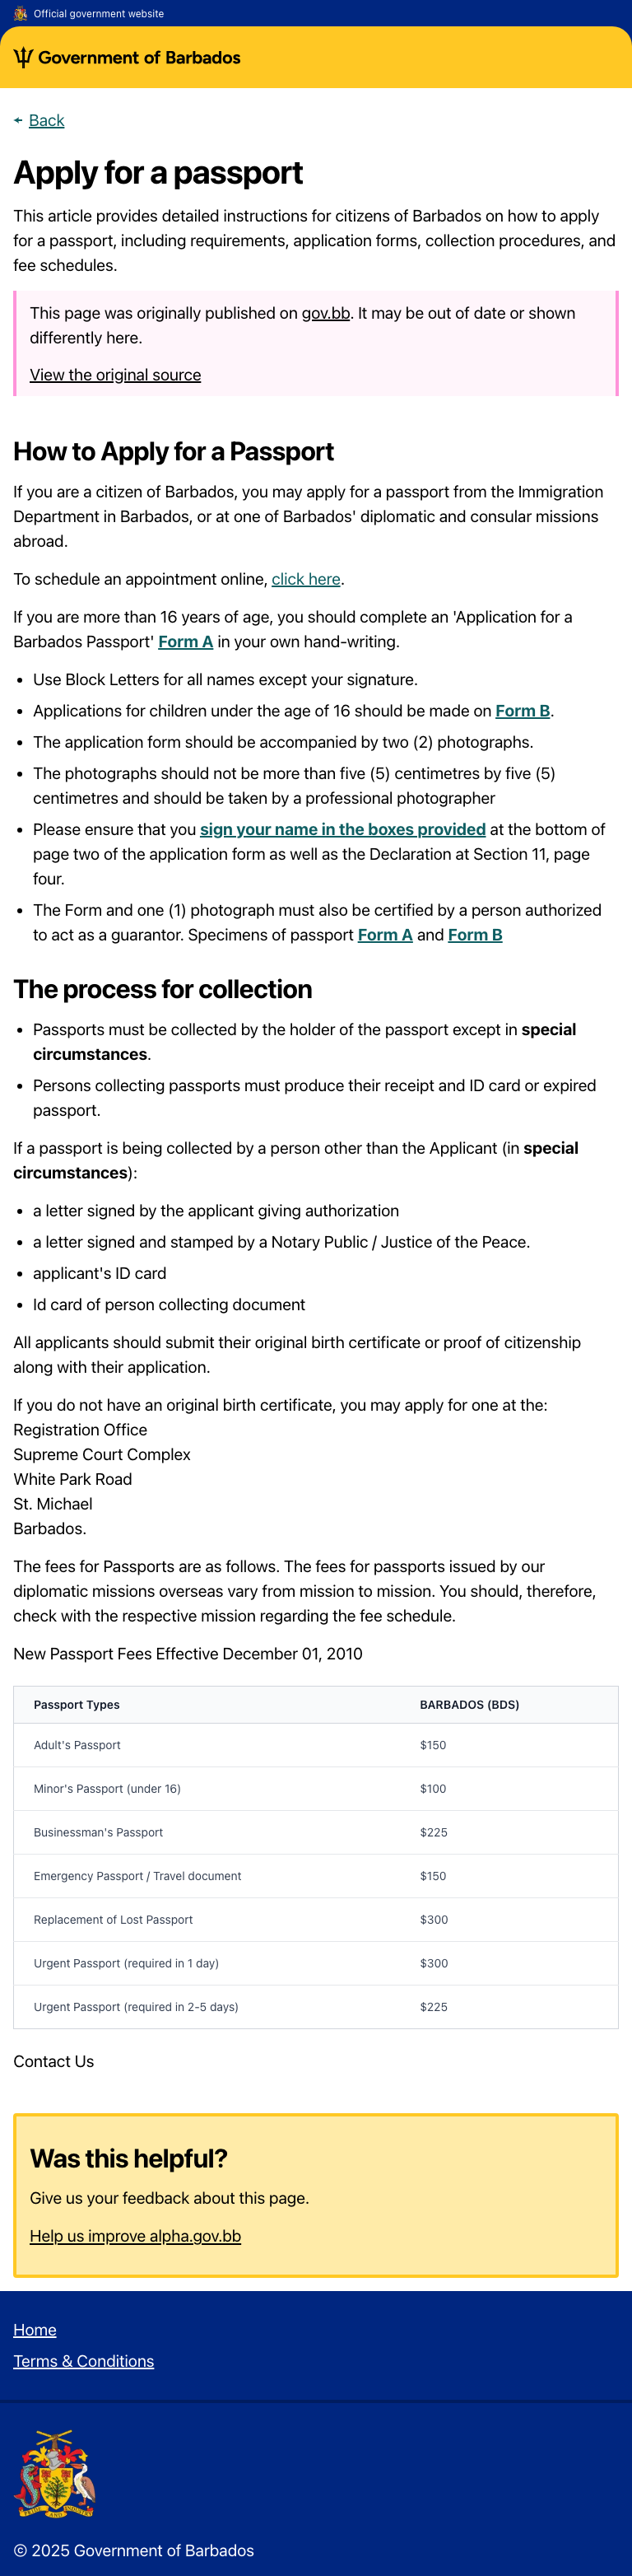 Official government website
Government of Barbados
Back
Apply for a passport
This article provides detailed instructions for citizens of Barbados on how to apply
for a passport, including requirements, application forms, collection procedures, and
fee schedules.
This page was originally published on gov.bb. It may be out of date or shown
differently here.
View the original source
How to Apply for a Passport
If you are a citizen of Barbados, you may apply for a passport from the Immigration
Department in Barbados, or at one of Barbados' diplomatic and consular missions
abroad.
To schedule an appointment online, click here.
If you are more than 16 years of age, you should complete an 'Application for a
Barbados Passport' Form A in your own hand-writing.
• Use Block Letters for all names except your signature.
• Applications for children under the age of 16 should be made on Form B.
• The application form should be accompanied by two (2) photographs.
• The photographs should not be more than five (5) centimetres by five (5)
centimetres and should be taken by a professional photographer
• Please ensure that you sign your name in the boxes provided at the bottom of
page two of the application form as well as the Declaration at Section 11, page
four.
• The Form and one (1) photograph must also be certified by a person authorized
to act as a guarantor. Specimens of passport Form A and Form B
The process for collection
• Passports must be collected by the holder of the passport except in special
circumstances.
• Persons collecting passports must produce their receipt and ID card or expired
passport.
If a passport is being collected by a person other than the Applicant (in special
circumstances):
• a letter signed by the applicant giving authorization
• a letter signed and stamped by a Notary Public / Justice of the Peace.
• applicant's ID card
• Id card of person collecting document
All applicants should submit their original birth certificate or proof of citizenship
along with their application.
If you do not have an original birth certificate, you may apply for one at the:
Registration Office
Supreme Court Complex
White Park Road
St. Michael
Barbados.
The fees for Passports are as follows. The fees for passports issued by our
diplomatic missions overseas vary from mission to mission. You should, therefore,
check with the respective mission regarding the fee schedule.
New Passport Fees Effective December 01, 2010
Passport Types BARBADOS (BDS)
Adult's Passport $150
Minor's Passport (under 16) $100
Businessman's Passport $225
Emergency Passport / Travel document $150
Replacement of Lost Passport $300
Urgent Passport (required in 1 day) $300
Urgent Passport (required in 2-5 days) $225
Contact Us
Was this helpful?
Give us your feedback about this page.
Help us improve alpha.gov.bb
Home
Terms & Conditions
PRIDE AND INDUSTRY
© 2025 Government of Barbados